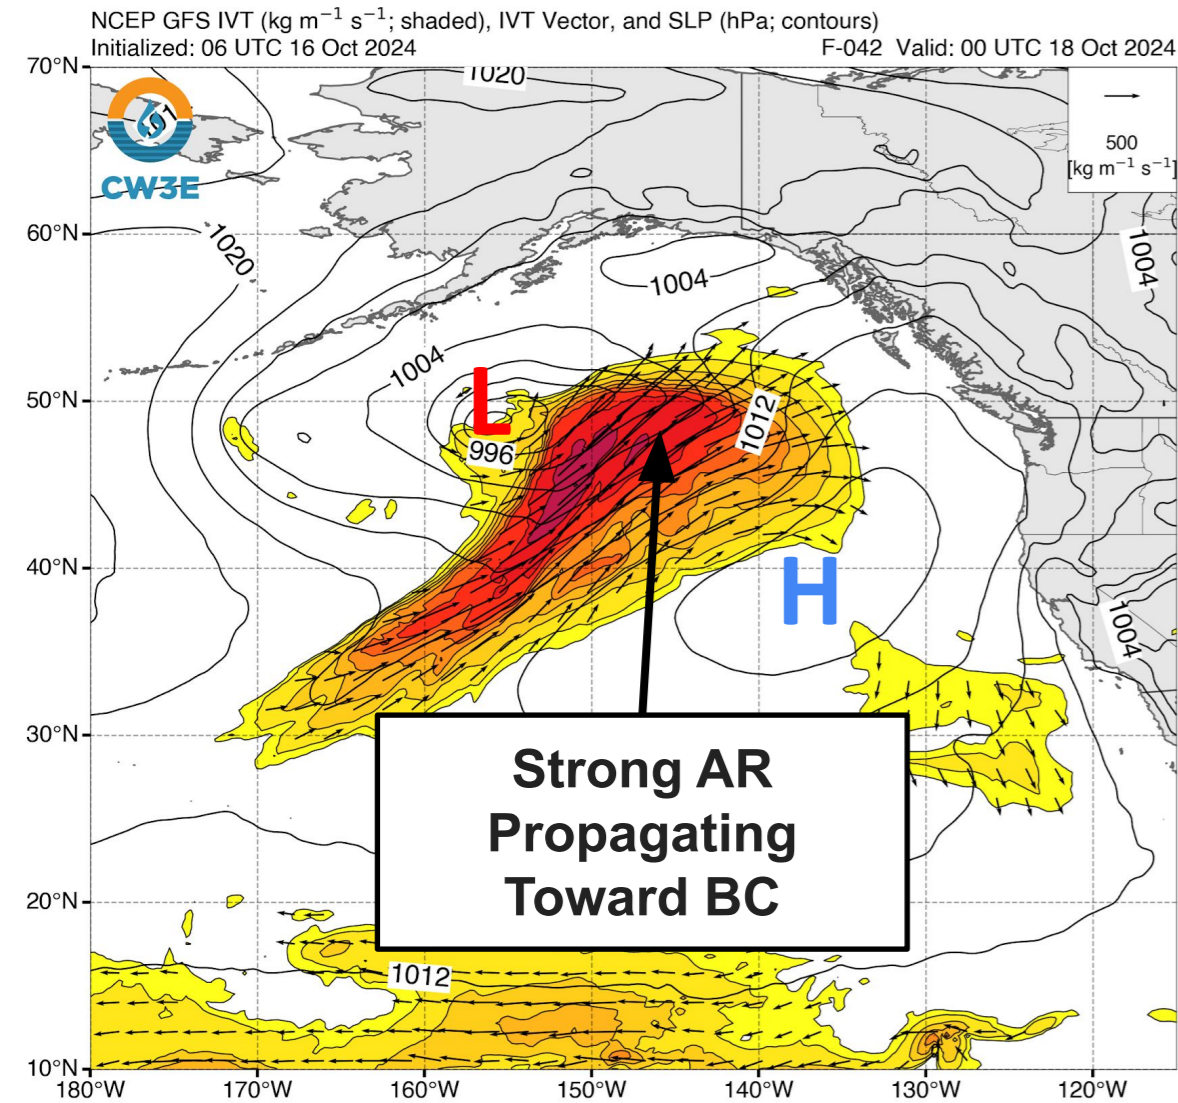 NCEP GFS IVT (kg m⁻¹ s⁻¹; shaded), IVT Vector, and SLP (hPa; contours)
Initialized: 06 UTC 16 Oct 2024
F-042 Valid: 00 UTC 18 Oct 2024
70°N
1020
500
[kg m⁻¹ s⁻¹]
CW3E
60°N
1020
1004
1004
1004
L
50°N
1012
996
40°N
H
1004
30°N
Strong AR
Propagating
Toward BC
20°N
1012
10°N
180°W
170°W
160°W
150°W
140°W
130°W
120°W